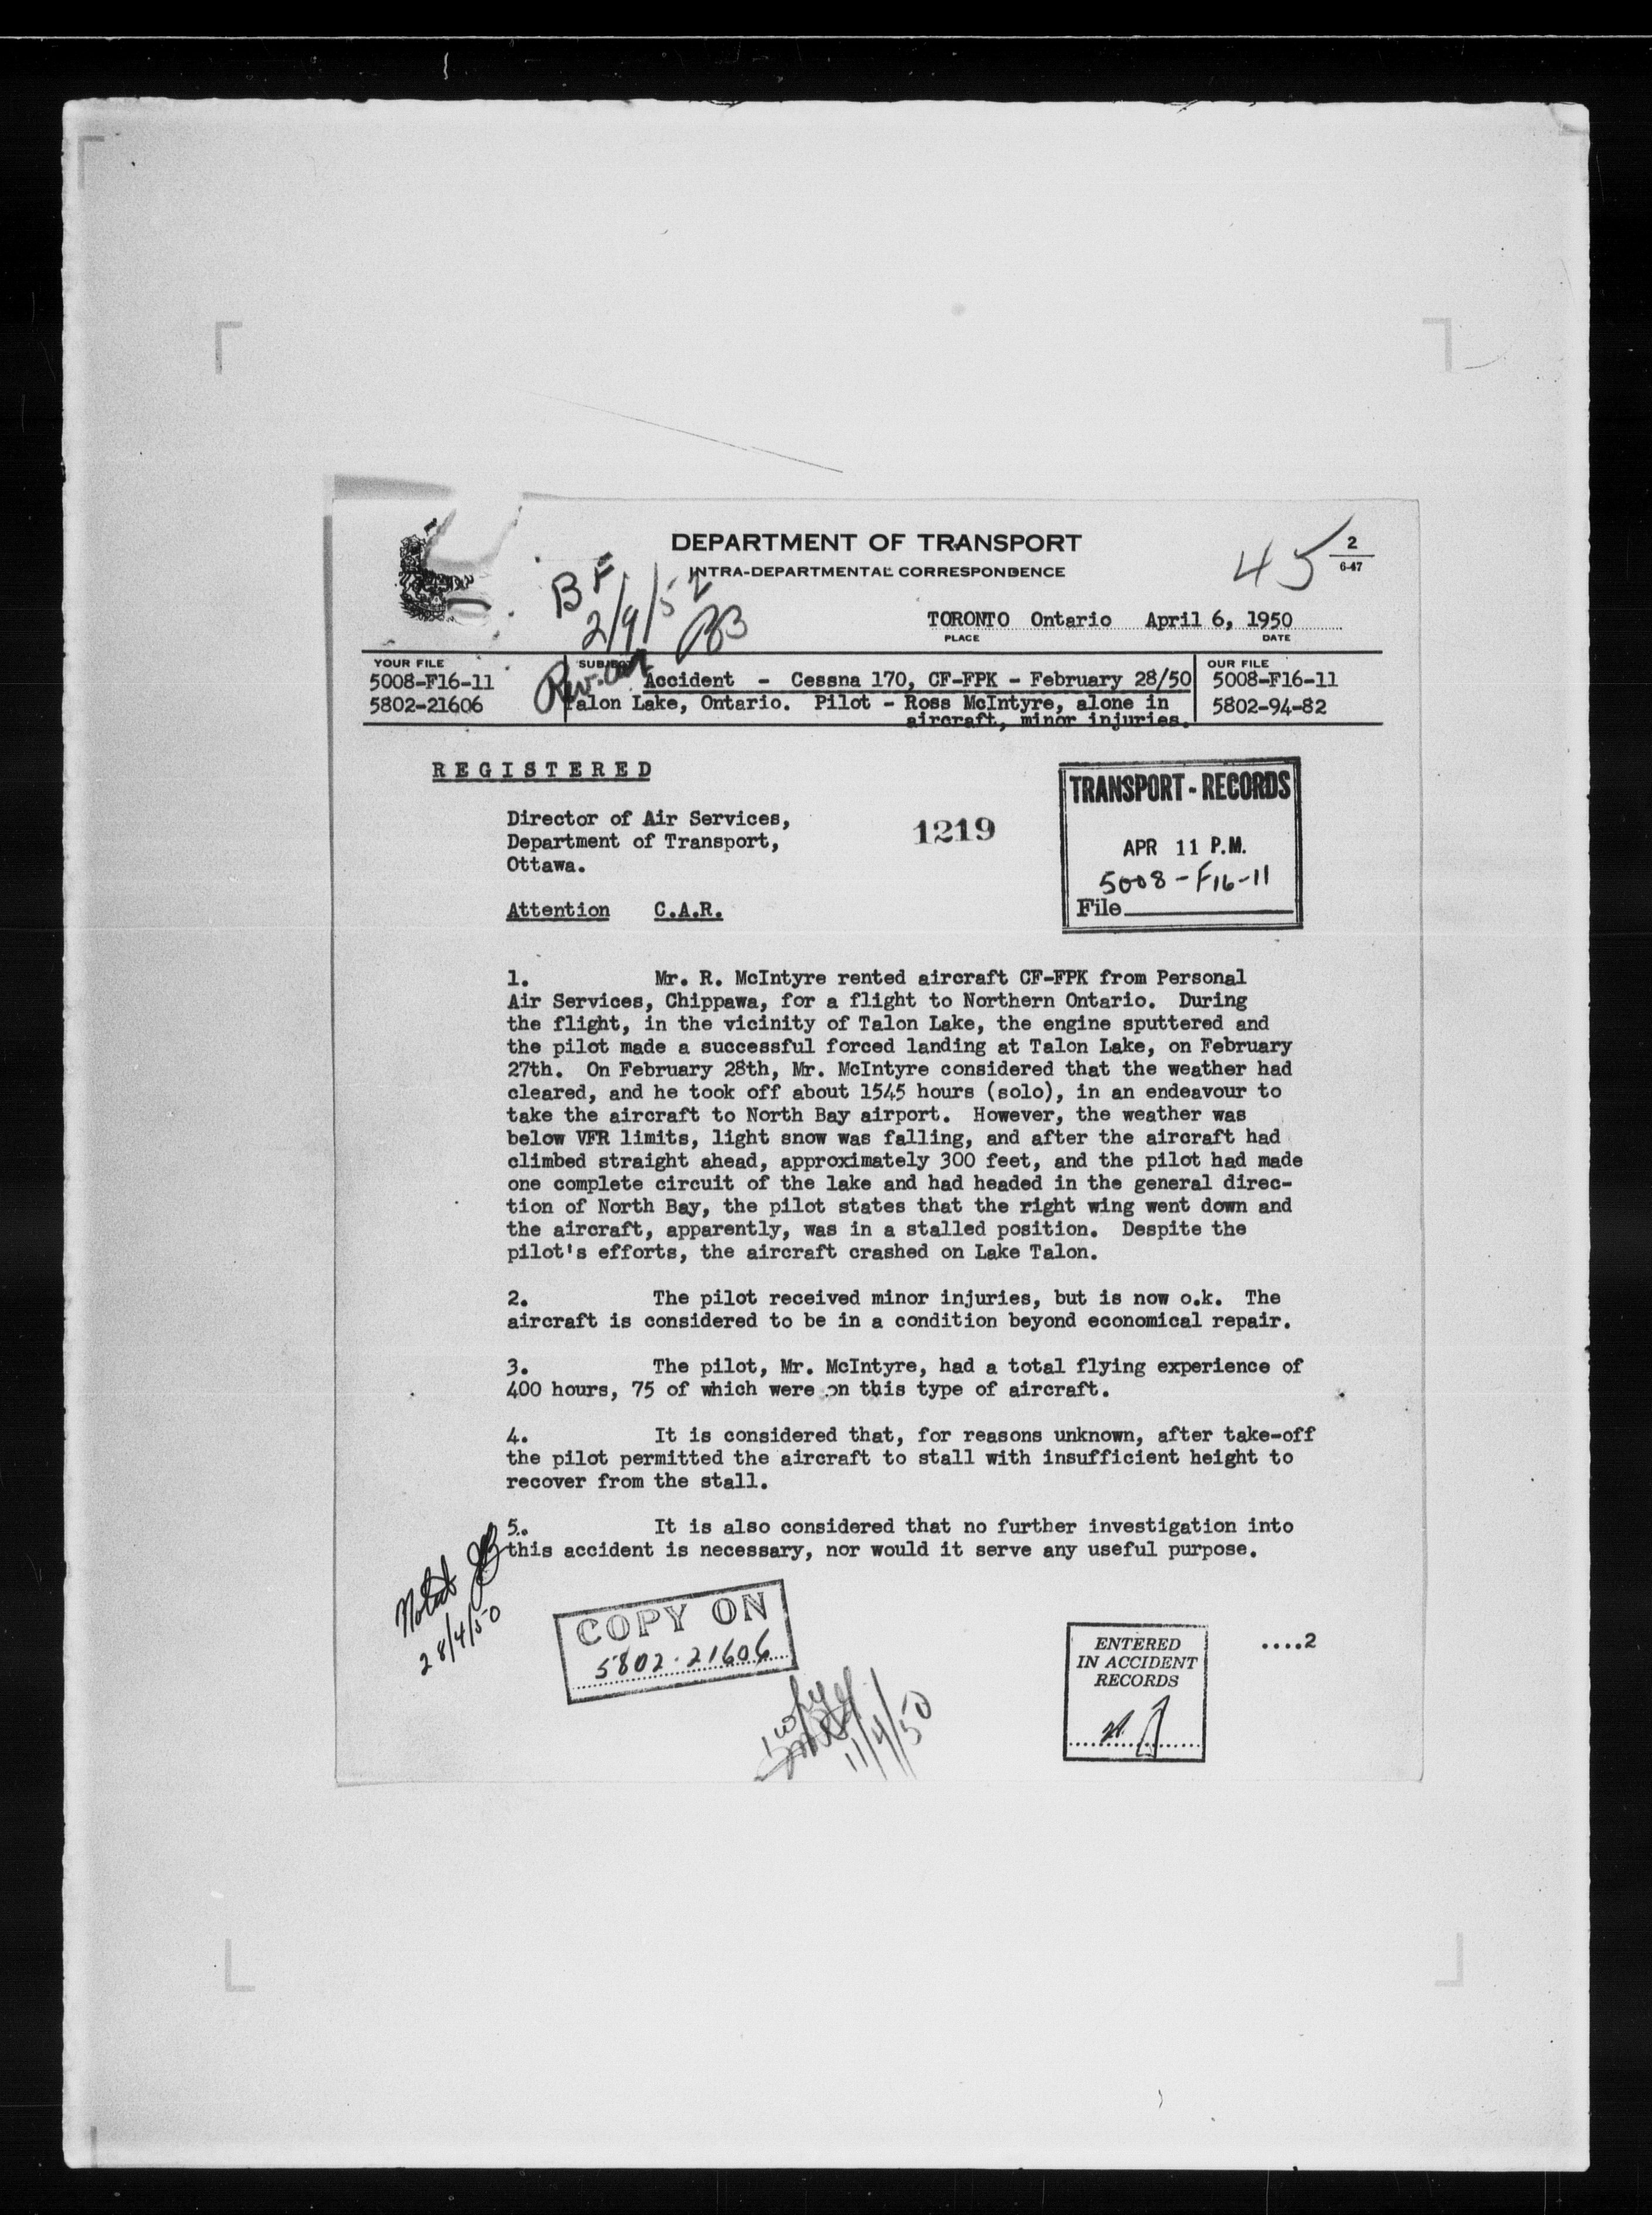 DEPARTMENT OF TRANSPORT
INTRA-DEPARTMENTAL CORRESPONDENCE
45
2
6-47
BF
2/9/52
TORONTO Ontario April 6, 1950
PLACE DATE
YOUR FILE
5008-F16-11
5802-21606
SUBJECT
Accident - Cessna 170, CF-FPK - February 28/50
Talon Lake, Ontario. Pilot - Ross McIntyre, alone in
aircraft, minor injuries.
OUR FILE
5008-F16-11
5802-94-82
REGISTERED
Director of Air Services,
Department of Transport,
Ottawa.
1219
TRANSPORT - RECORDS
APR 11 P.M.
5008-F16-11
File
Attention C.A.R.
1. Mr. R. McIntyre rented aircraft CF-FPK from Personal
Air Services, Chippawa, for a flight to Northern Ontario. During
the flight, in the vicinity of Talon Lake, the engine sputtered and
the pilot made a successful forced landing at Talon Lake, on February
27th. On February 28th, Mr. McIntyre considered that the weather had
cleared, and he took off about 1545 hours (solo), in an endeavour to
take the aircraft to North Bay airport. However, the weather was
below VFR limits, light snow was falling, and after the aircraft had
climbed straight ahead, approximately 300 feet, and the pilot had made
one complete circuit of the lake and had headed in the general direc-
tion of North Bay, the pilot states that the right wing went down and
the aircraft, apparently, was in a stalled position. Despite the
pilot's efforts, the aircraft crashed on Lake Talon.
2. The pilot received minor injuries, but is now o.k. The
aircraft is considered to be in a condition beyond economical repair.
3. The pilot, Mr. McIntyre, had a total flying experience of
400 hours, 75 of which were on this type of aircraft.
4. It is considered that, for reasons unknown, after take-off
the pilot permitted the aircraft to stall with insufficient height to
recover from the stall.
5. It is also considered that no further investigation into
this accident is necessary, nor would it serve any useful purpose.
Noted
28/4/50
COPY ON
5802-21606
11/4/50
ENTERED
IN ACCIDENT
RECORDS
....2